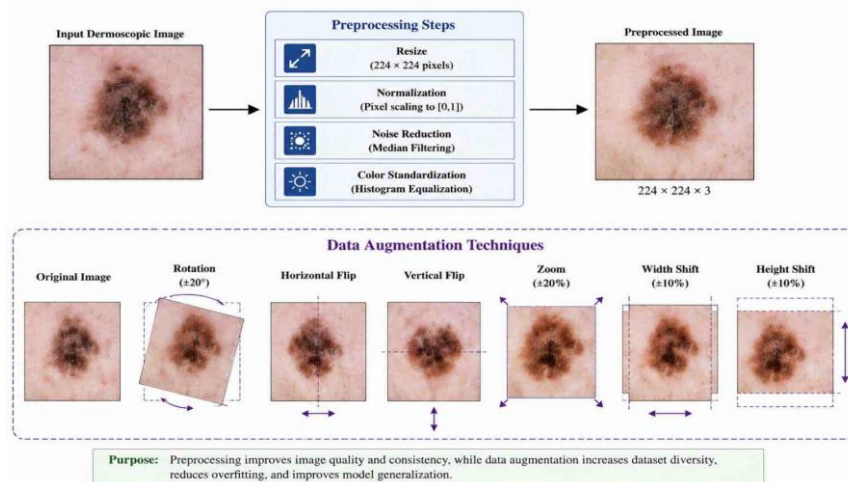 Preprocessing Steps
Input Dermoscopic Image
Resize
(224 × 224 pixels)
Normalization
(Pixel scaling to [0,1])
Noise Reduction
(Median Filtering)
Color Standardization
(Histogram Equalization)
Preprocessed Image
224 × 224 × 3
Data Augmentation Techniques
Original Image
Rotation
(±20°)
Horizontal Flip
Vertical Flip
Zoom
(±20%)
Width Shift
(±10%)
Height Shift
(±10%)
Purpose: Preprocessing improves image quality and consistency, while data augmentation increases dataset diversity,
reduces overfitting, and improves model generalization.